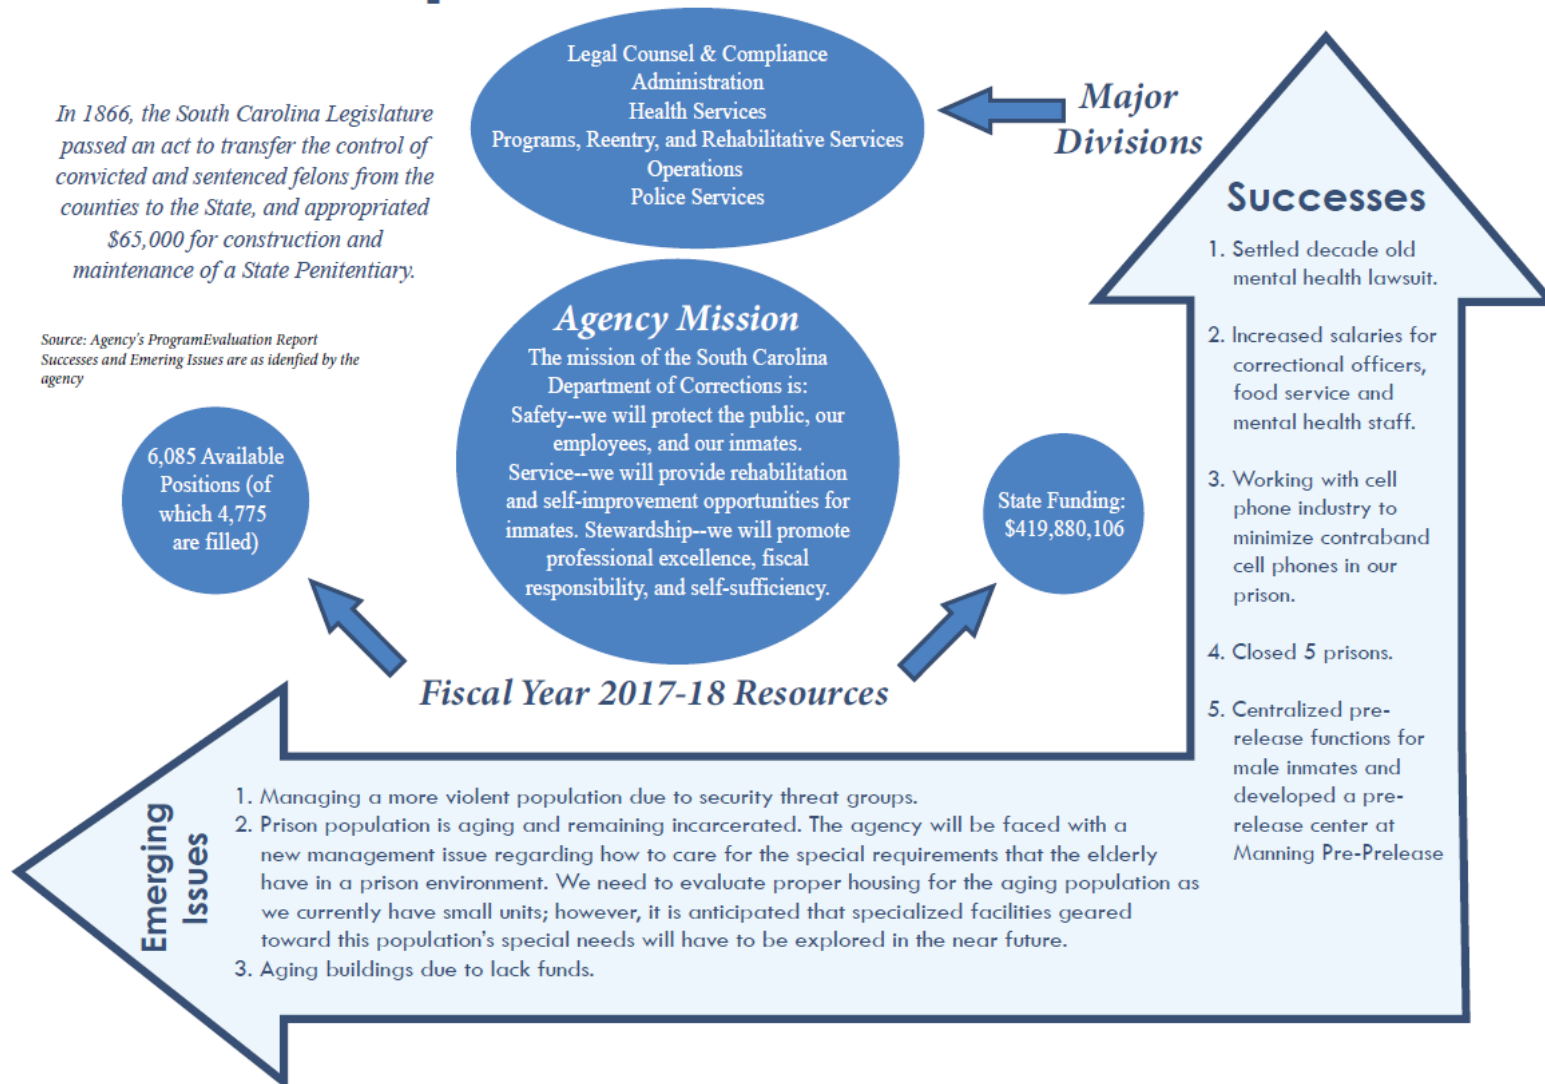 Legal Counsel & Compliance
Administration
Health Services
Programs, Reentry, and Rehabilitative Services
Operations
Police Services
Major
Divisions
In 1866, the South Carolina Legislature
passed an act to transfer the control of
convicted and sentenced felons from the
counties to the State, and appropriated
$65,000 for construction and
maintenance of a State Penitentiary.
Source: Agency's ProgramEvaluation Report
Successes and Emering Issues are as idenfied by the
agency
Agency Mission
The mission of the South Carolina
Department of Corrections is:
Safety--we will protect the public, our
employees, and our inmates.
Service--we will provide rehabilitation
and self-improvement opportunities for
inmates. Stewardship--we will promote
professional excellence, fiscal
responsibility, and self-sufficiency.
6,085 Available
Positions (of
which 4,775
are filled)
State Funding:
$419,880,106
Fiscal Year 2017-18 Resources
Successes
1. Settled decade old
mental health lawsuit.
2. Increased salaries for
correctional officers,
food service and
mental health staff.
3. Working with cell
phone industry to
minimize contraband
cell phones in our
prison.
4. Closed 5 prisons.
5. Centralized pre-
release functions for
male inmates and
developed a pre-
release center at
Manning Pre-Prelease
Emerging
Issues
1. Managing a more violent population due to security threat groups.
2. Prison population is aging and remaining incarcerated. The agency will be faced with a
new management issue regarding how to care for the special requirements that the elderly
have in a prison environment. We need to evaluate proper housing for the aging population as
we currently have small units; however, it is anticipated that specialized facilities geared
toward this population's special needs will have to be explored in the near future.
3. Aging buildings due to lack funds.